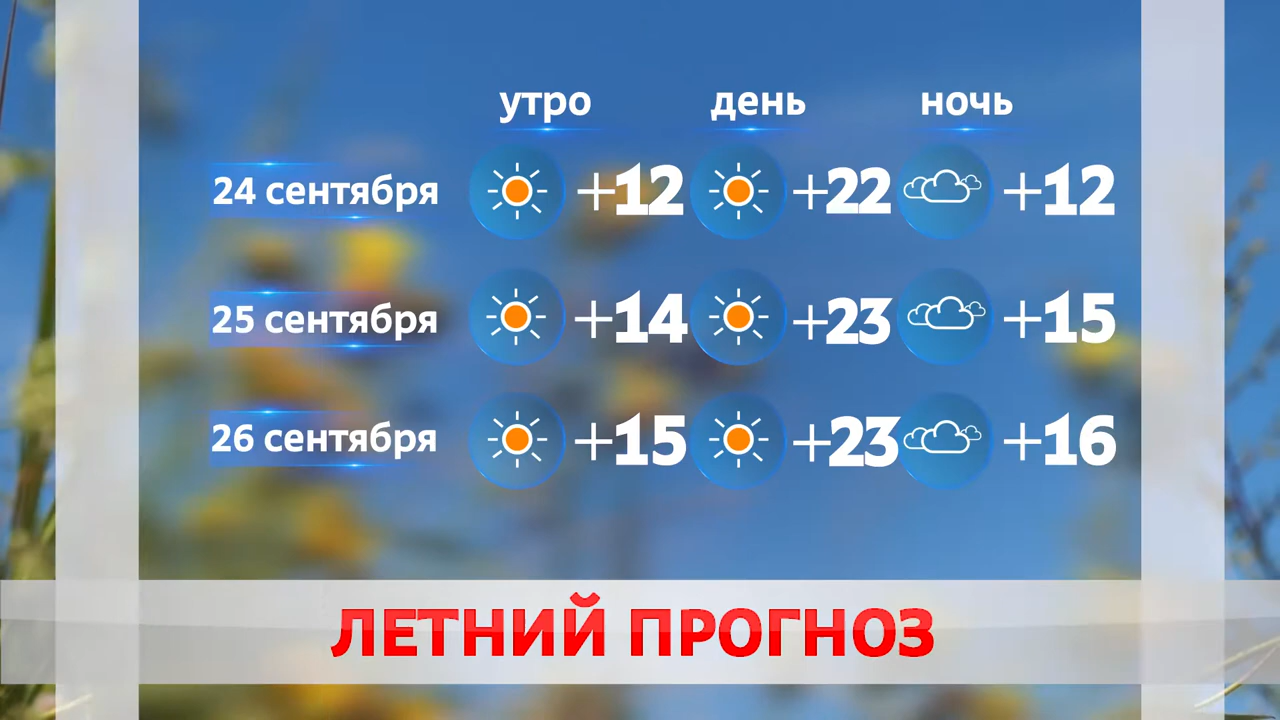 утро день ночь
24 сентября +12 +22 +12
25 сентября +14 +23 +15
26 сентября +15 +23 +16
ЛЕТНИЙ ПРОГНОЗ